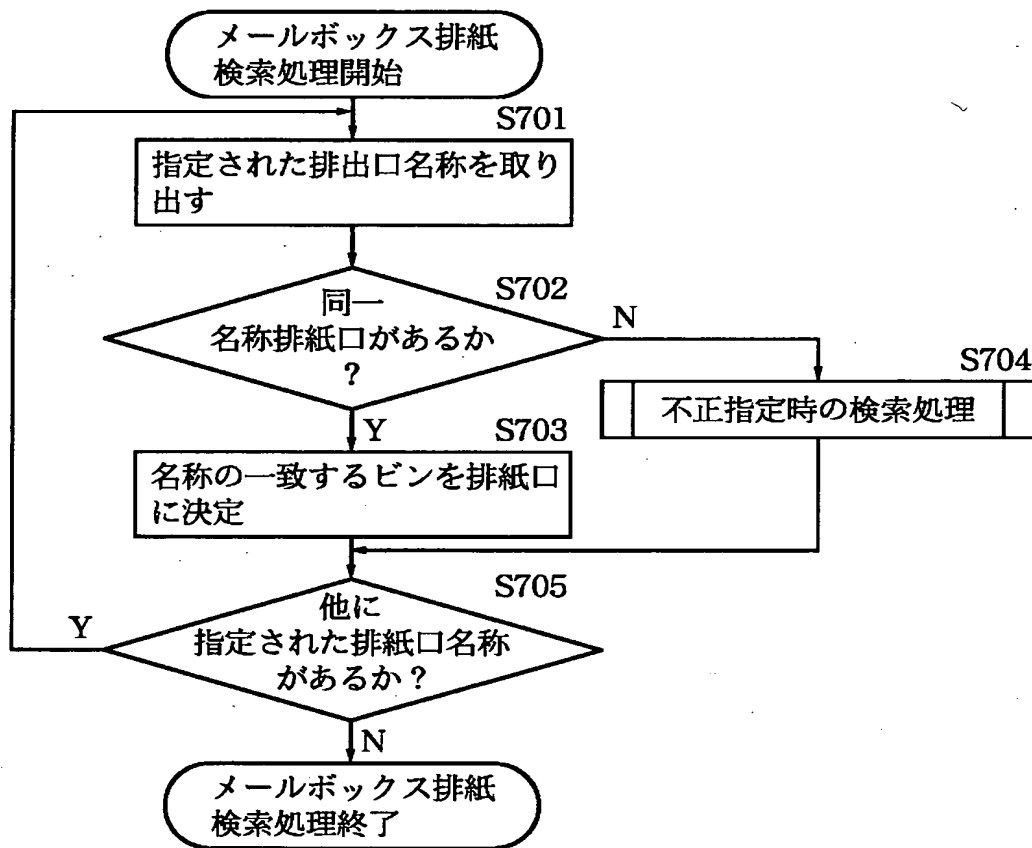 メールボックス排紙
検索処理開始
S701
指定された排出口名称を取り
出す
S702
同一
名称排紙口があるか
?
N
Y
S704
不正指定時の検索処理
S703
名称の一致するビンを排紙口
に決定
S705
他に
指定された排紙口名称
があるか?
Y
N
メールボックス排紙
検索処理終了